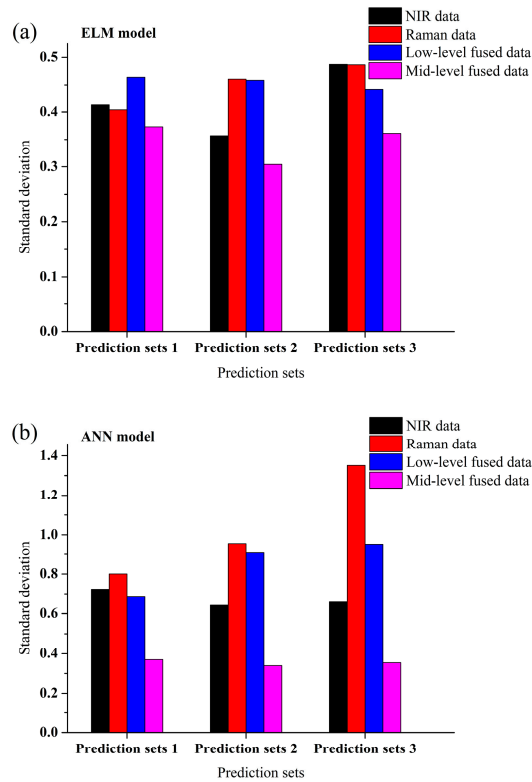 (a)
ELM model
NIR data
Raman data
Low-level fused data
Mid-level fused data
0.5
0.4
0.3
0.2
0.1
0.0
Standard deviation
Prediction sets 1 Prediction sets 2 Prediction sets 3
Prediction sets
(b)
ANN model
NIR data
Raman data
Low-level fused data
Mid-level fused data
1.4
1.2
1.0
0.8
0.6
0.4
0.2
0.0
Standard deviation
Prediction sets 1 Prediction sets 2 Prediction sets 3
Prediction sets